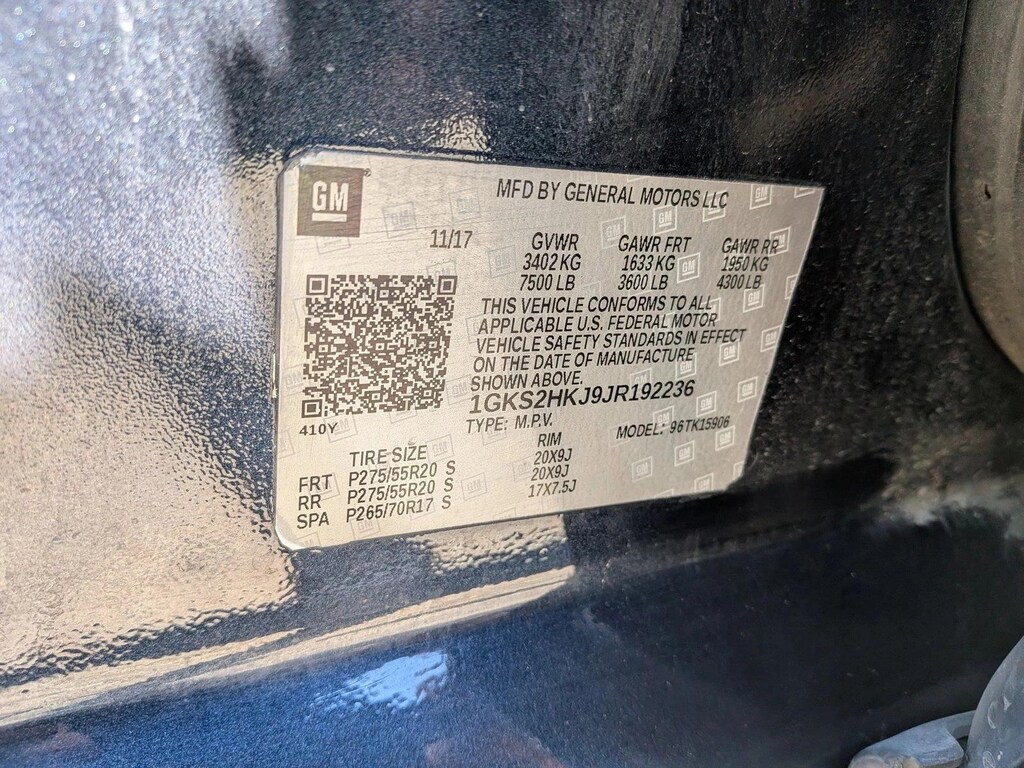 GM
MFD BY GENERAL MOTORS LLC
11/17
GVWR GAWR FRT GAWR RR
3402 KG 1633 KG 1950 KG
7500 LB 3600 LB 4300 LB
THIS VEHICLE CONFORMS TO ALL
APPLICABLE U.S. FEDERAL MOTOR
VEHICLE SAFETY STANDARDS IN EFFECT
ON THE DATE OF MANUFACTURE
SHOWN ABOVE.
1GKS2HKJ9JR192236
TYPE: M.P.V. MODEL: 96TK15906
410Y
TIRE SIZE RIM
FRT P275/55R20 S 20X9J
RR P275/55R20 S 20X9J
SPA P265/70R17 S 17X7.5J